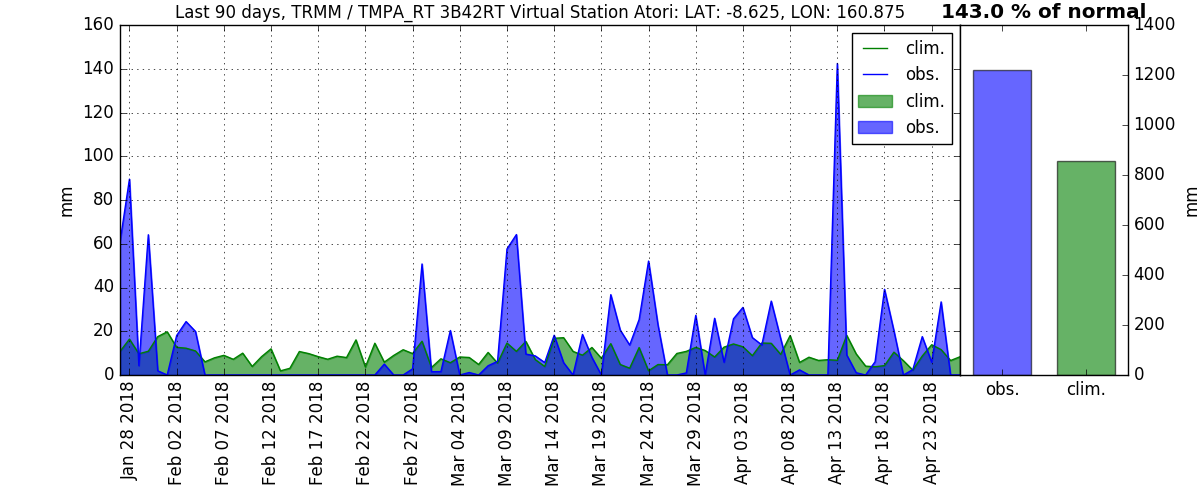 Last 90 days, TRMM / TMPA_RT 3B42RT Virtual Station Atori: LAT: -8.625, LON: 160.875
143.0 % of normal
160
140
120
100
80
60
40
20
0
mm
clim.
obs.
clim.
obs.
Jan 28 2018
Feb 02 2018
Feb 07 2018
Feb 12 2018
Feb 17 2018
Feb 22 2018
Feb 27 2018
Mar 04 2018
Mar 09 2018
Mar 14 2018
Mar 19 2018
Mar 24 2018
Mar 29 2018
Apr 03 2018
Apr 08 2018
Apr 13 2018
Apr 18 2018
Apr 23 2018
1400
1200
1000
800
600
400
200
0
mm
obs.
clim.